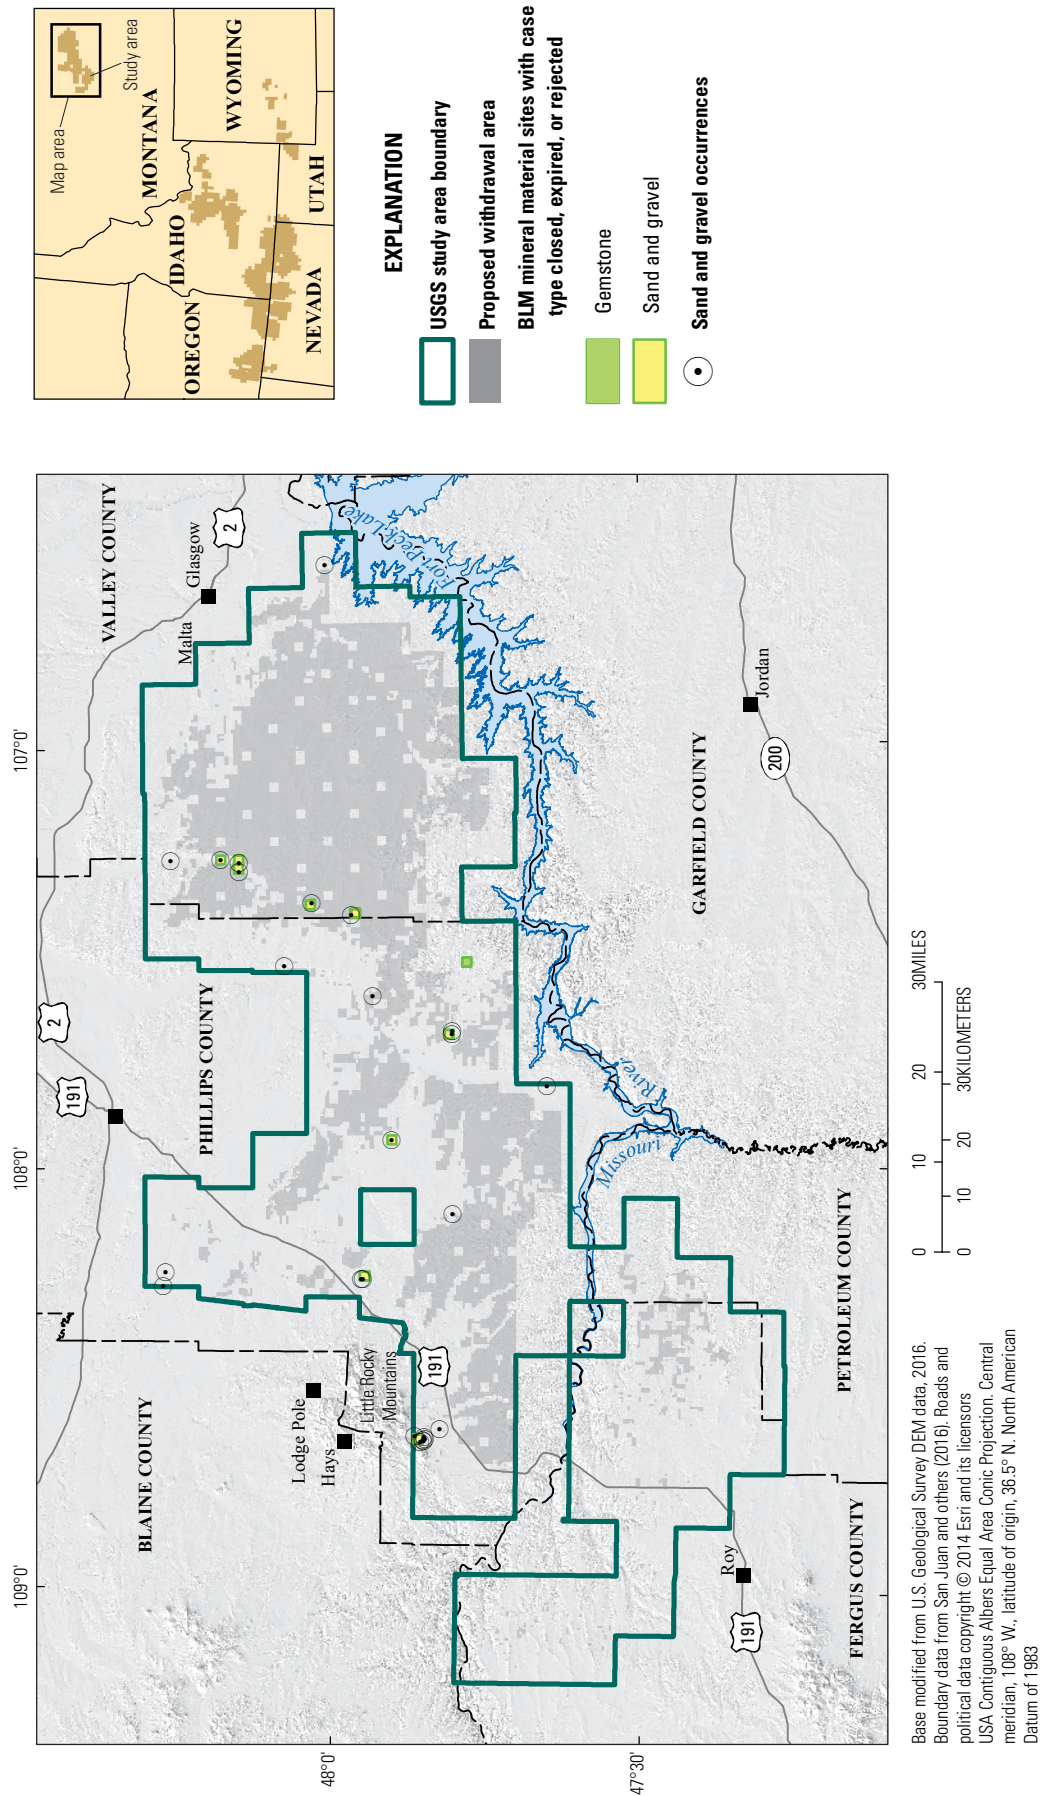 109°0'
108°0'
107°0'
48°0'
47°30'
BLAINE COUNTY
PHILLIPS COUNTY
VALLEY COUNTY
2
191
2
Malta
Glasgow
Lodge Pole
Hays
Little Rocky
Mountains
191
Fort Peck Lake
Missouri
River
Roy
191
FERGUS COUNTY
PETROLEUM COUNTY
GARFIELD COUNTY
200
Jordan
Base modified from U.S. Geological Survey DEM data, 2016.
Boundary data from San Juan and others (2016). Roads and
political data copyright © 2014 Esri and its licensors
USA Contiguous Albers Equal Area Conic Projection. Central
meridian, 108° W., latitude of origin, 36.5° N. North American
Datum of 1983
0 10 20 30MILES
0 10 20 30KILOMETERS
Map area
Study area
MONTANA
OREGON
IDAHO
WYOMING
NEVADA
UTAH
EXPLANATION
USGS study area boundary
Proposed withdrawal area
BLM mineral material sites with case
type closed, expired, or rejected
Gemstone
Sand and gravel
Sand and gravel occurrences